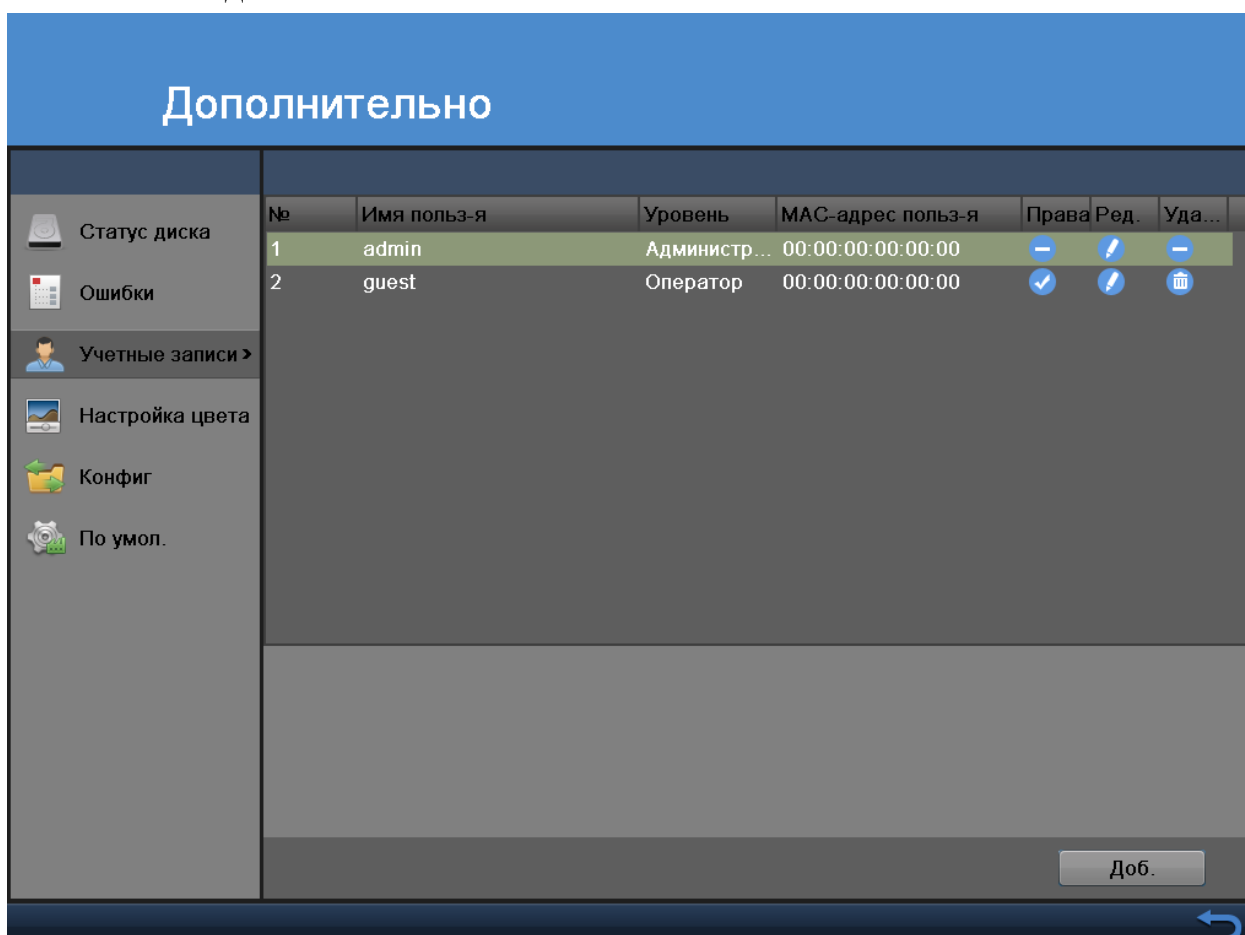 Дополнительно
№ Имя польз-я Уровень MAC-адрес польз-я Права Ред. Уда...
1 admin Администр... 00:00:00:00:00:00
2 guest Оператор 00:00:00:00:00:00
Статус диска
Ошибки
Учетные записи >
Настройка цвета
Конфиг
По умол.
Доб.